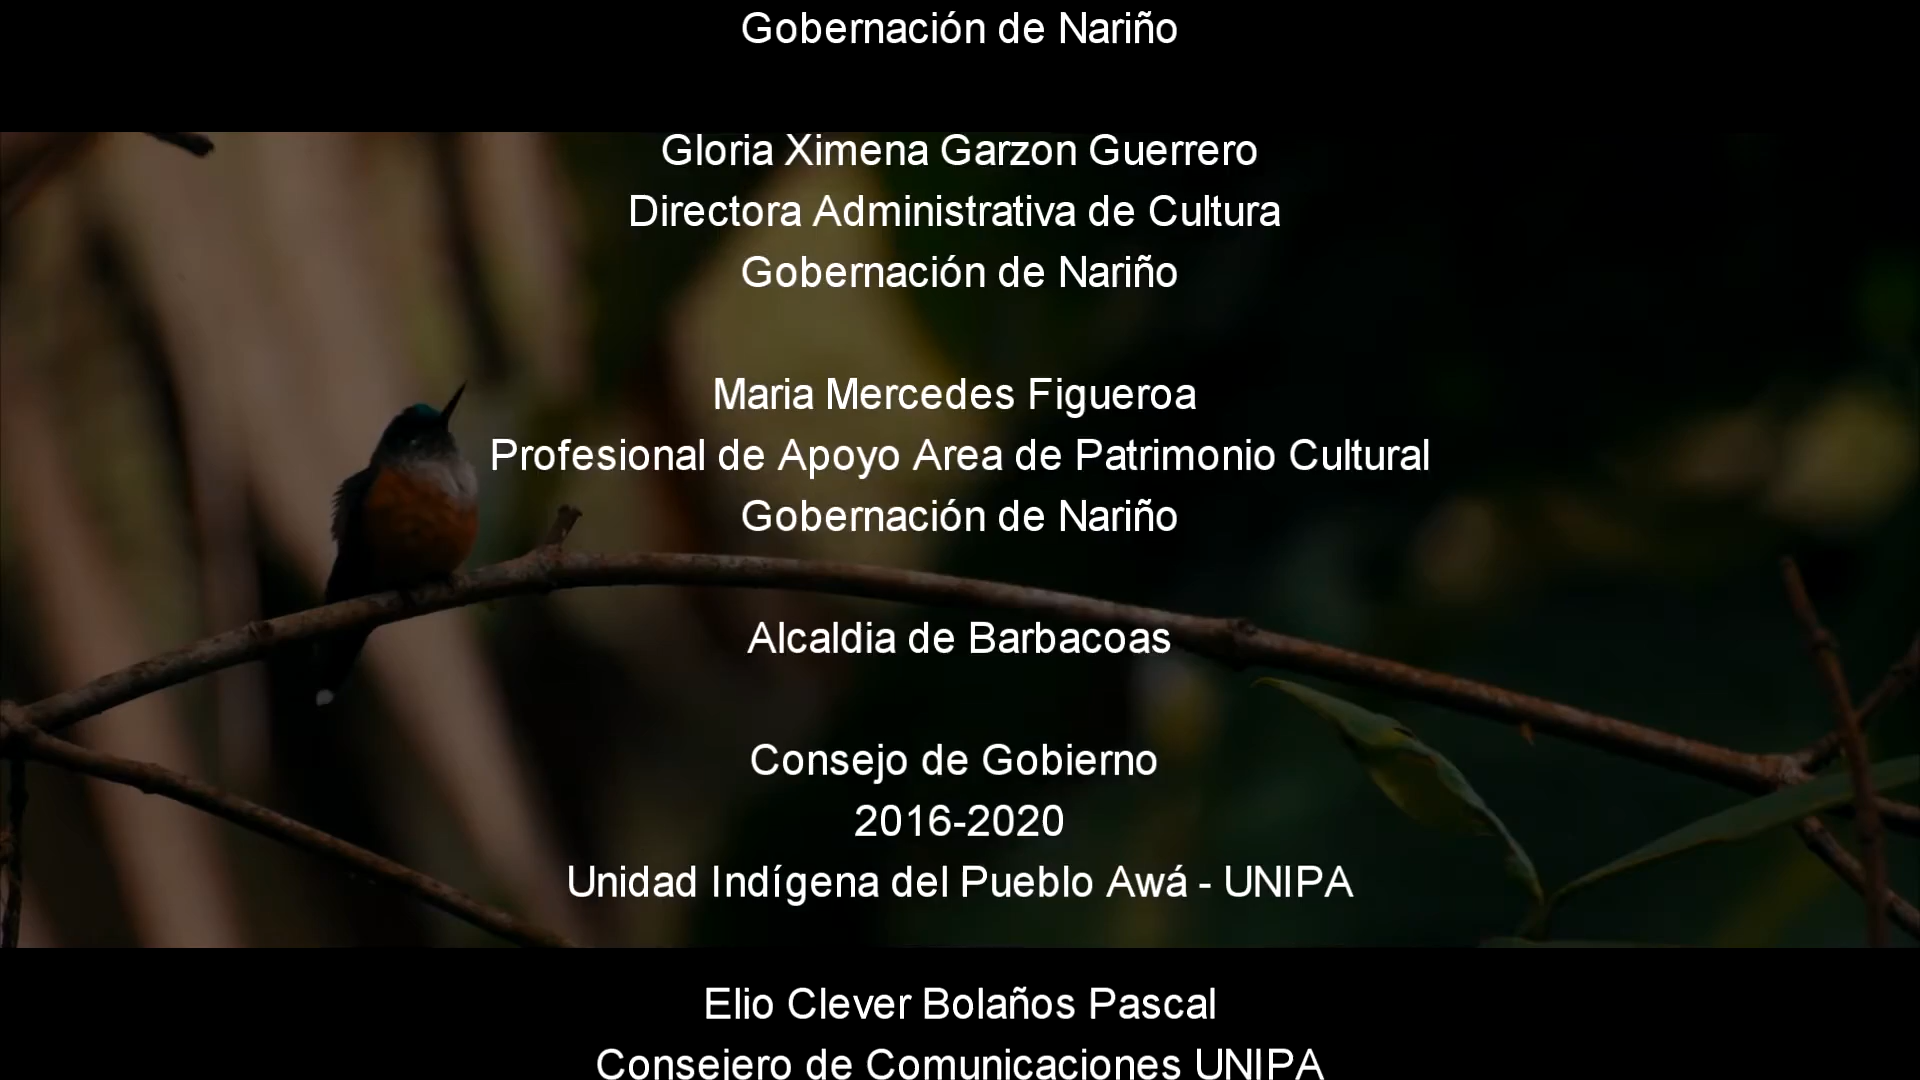 Gobernación de Nariño
Gloria Ximena Garzon Guerrero
Directora Administrativa de Cultura
Gobernación de Nariño
Maria Mercedes Figueroa
Profesional de Apoyo Area de Patrimonio Cultural
Gobernación de Nariño
Alcaldia de Barbacoas
Consejo de Gobierno
2016-2020
Unidad Indígena del Pueblo Awá - UNIPA
Elio Clever Bolaños Pascal
Consejero de Comunicaciones UNIPA